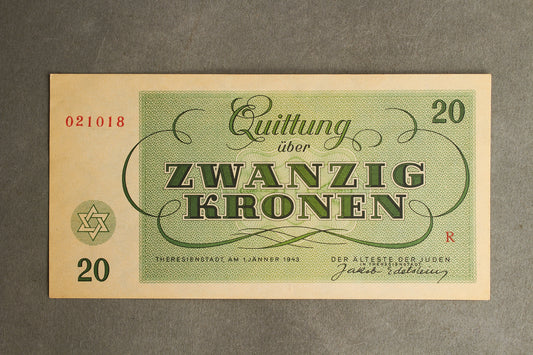 021018
Quittung
20
über
ZWANZIG
KRONEN
R
20
THERESIENSTADT, AM 1. JÄNNER 1943
DER ÄLTESTE DER JUDEN
IN THERESIENSTADT
Jakob Edelstein